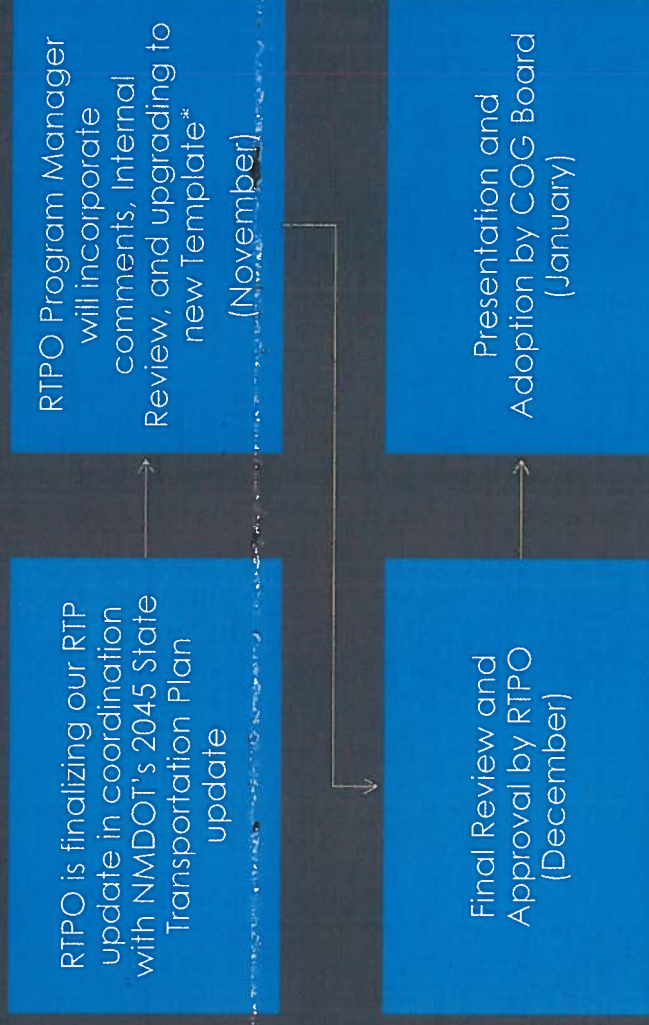 RTPO is finalizing our RTP
update in coordination
with NMDOT's 2045 State
Transportation Plan
update
RTPO Program Manager
will incorporate
comments, Internal
Review, and upgrading to
new Template*
(November)
Final Review and
Approval by RTPO
(December)
Presentation and
Adoption by COG Board
(January)